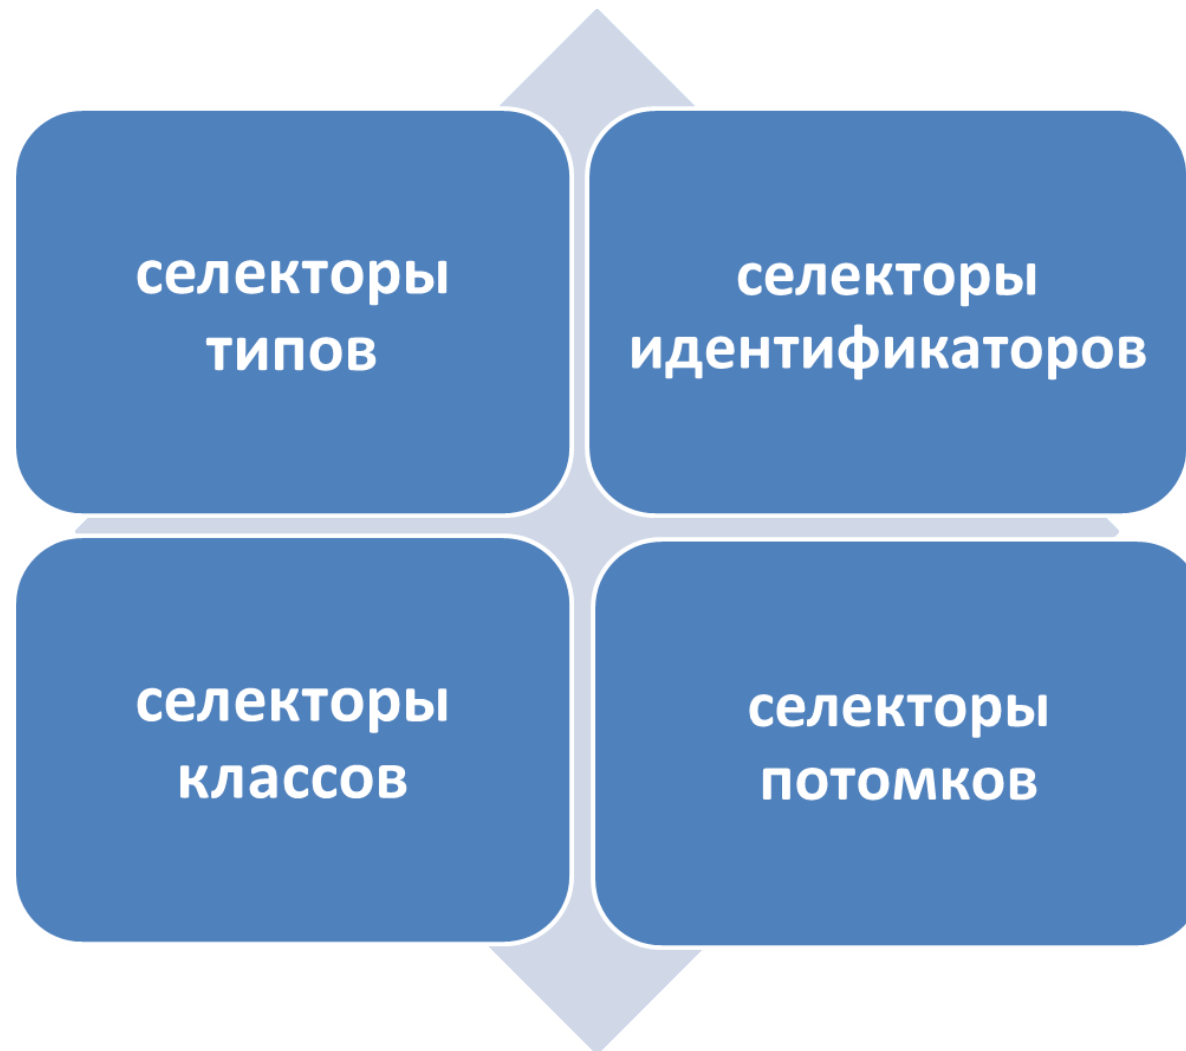 селекторы
типов
селекторы
идентификаторов
селекторы
классов
селекторы
потомков